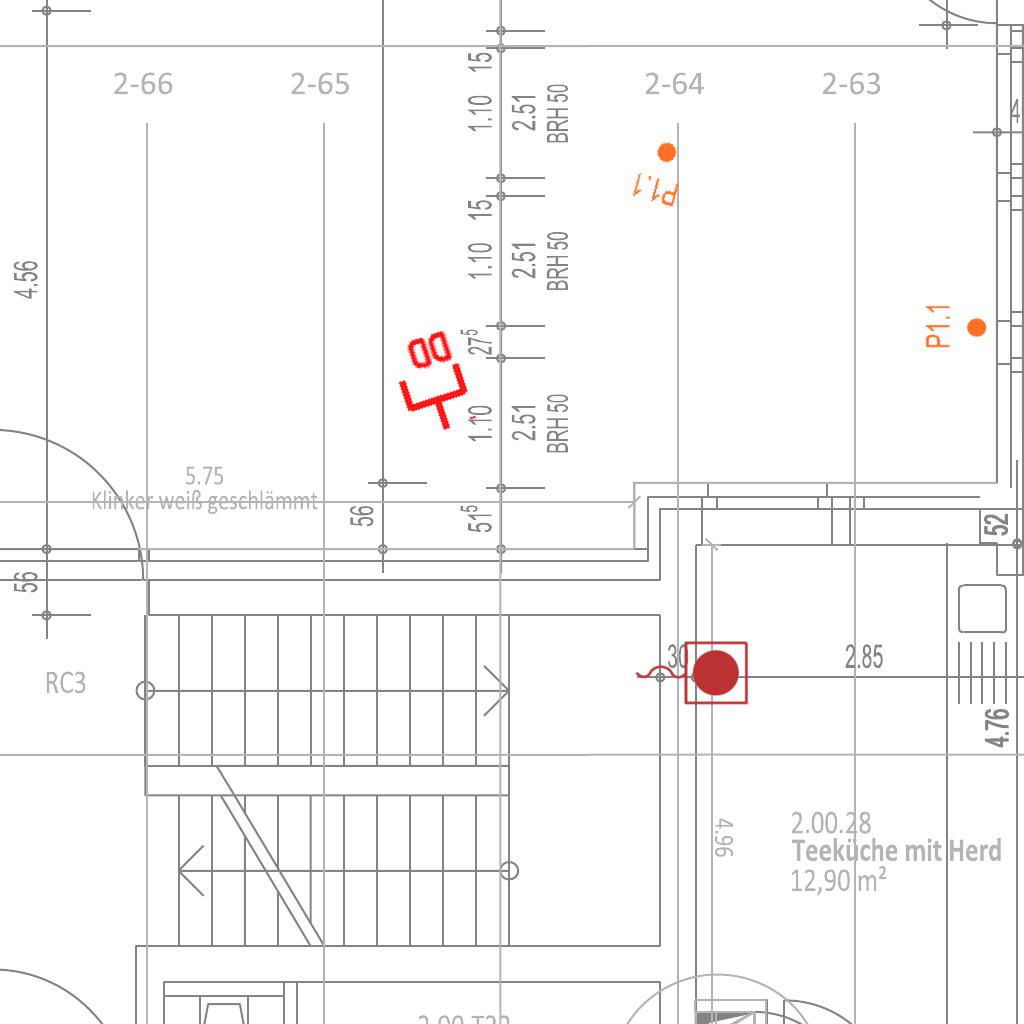 2-66
2-65
2-64
2-63
15
1.10
2.51
BRH 50
4
P1.1
15
1.10
2.51
BRH 50
4.56
P1.1
27⁵
DD
1.10
2.51
BRH 50
5.75
Klinker weiß geschlämmt
56
51⁵
52
56
RC3
30
2.85
4.76
4.96
2.00.28
Teeküche mit Herd
12,90 m²